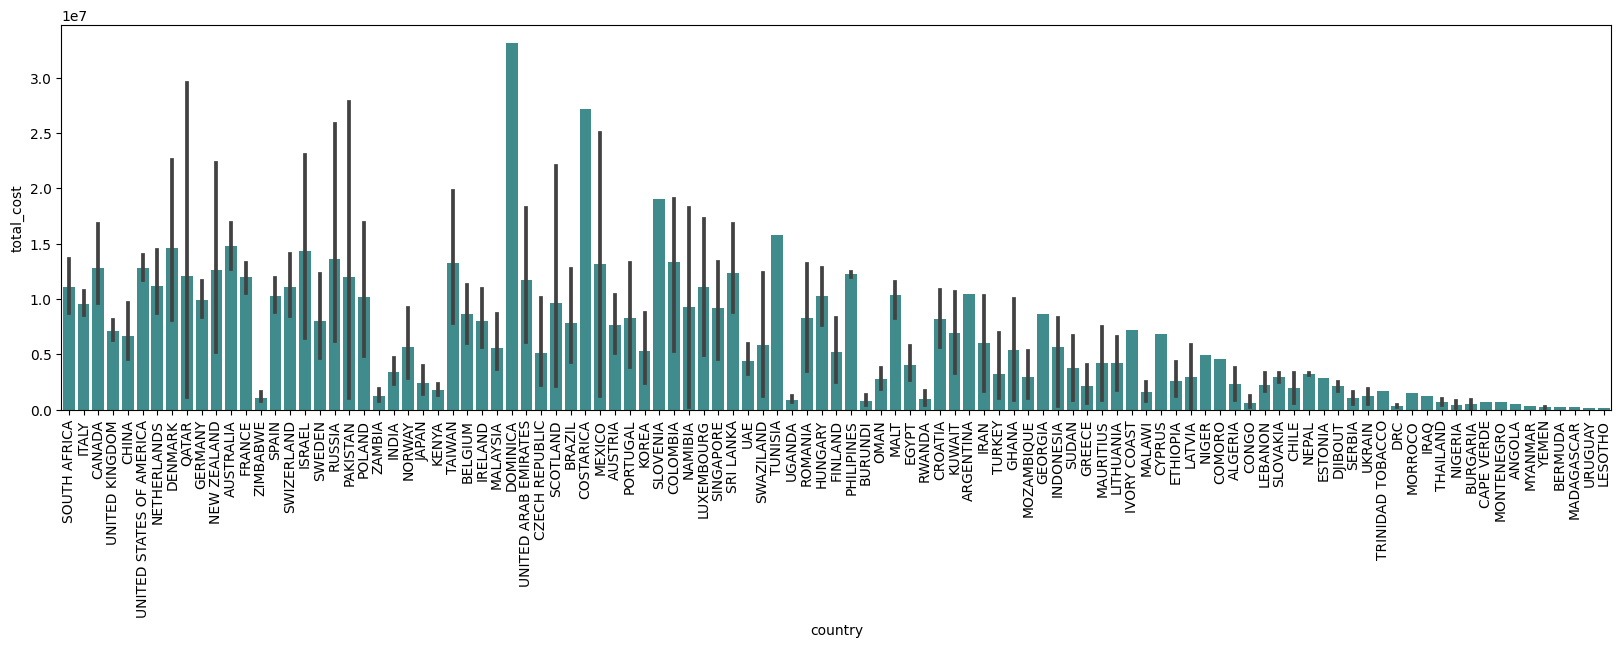 1e7
3.0
2.5
2.0
1.5
1.0
0.5
0.0
total_cost
SOUTH AFRICA
ITALY
CANADA
UNITED KINGDOM
CHINA
UNITED STATES OF AMERICA
NETHERLANDS
DENMARK
QATAR
GERMANY
NEW ZEALAND
AUSTRALIA
FRANCE
ZIMBABWE
SPAIN
SWIZERLAND
ISRAEL
SWEDEN
RUSSIA
PAKISTAN
POLAND
ZAMBIA
INDIA
NORWAY
JAPAN
KENYA
TAIWAN
BELGIUM
IRELAND
MALAYSIA
DOMINICA
UNITED ARAB EMIRATES
CZECH REPUBLIC
SCOTLAND
BRAZIL
COSTARICA
MEXICO
AUSTRIA
PORTUGAL
KOREA
SLOVENIA
COLOMBIA
NAMIBIA
LUXEMBOURG
SINGAPORE
SRI LANKA
UAE
SWAZILAND
TUNISIA
UGANDA
ROMANIA
HUNGARY
FINLAND
PHILIPINES
BURUNDI
OMAN
MALT
EGYPT
RWANDA
CROATIA
KUWAIT
ARGENTINA
IRAN
TURKEY
GHANA
MOZAMBIQUE
GEORGIA
INDONESIA
SUDAN
GREECE
MAURITIUS
LITHUANIA
IVORY COAST
MALAWI
CYPRUS
ETHIOPIA
LATVIA
NIGER
COMORO
ALGERIA
CONGO
LEBANON
SLOVAKIA
CHILE
NEPAL
ESTONIA
DJIBOUT
SERBIA
UKRAIN
TRINIDAD TOBACCO
DRC
MORROCO
IRAQ
THAILAND
NIGERIA
BURGARIA
CAPE VERDE
MONTENEGRO
ANGOLA
MYANMAR
YEMEN
BERMUDA
MADAGASCAR
URUGUAY
LESOTHO
country